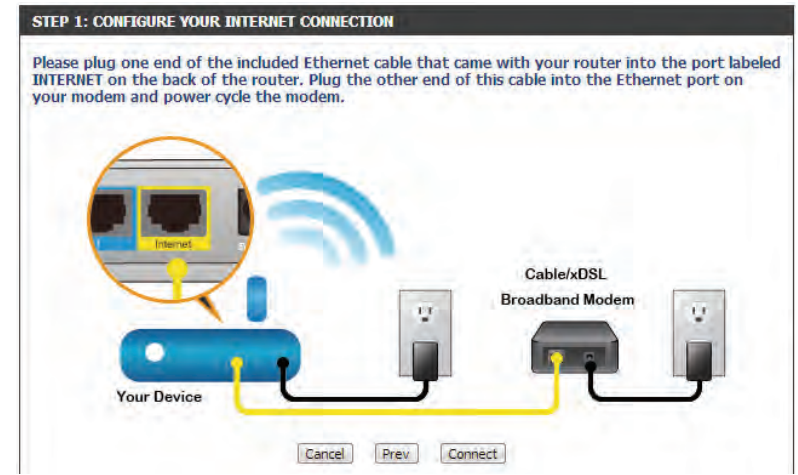 STEP 1: CONFIGURE YOUR INTERNET CONNECTION
Please plug one end of the included Ethernet cable that came with your router into the port labeled
INTERNET on the back of the router. Plug the other end of this cable into the Ethernet port on
your modem and power cycle the modem.
Internet
Cable/xDSL
Broadband Modem
Your Device
Cancel
Prev
Connect